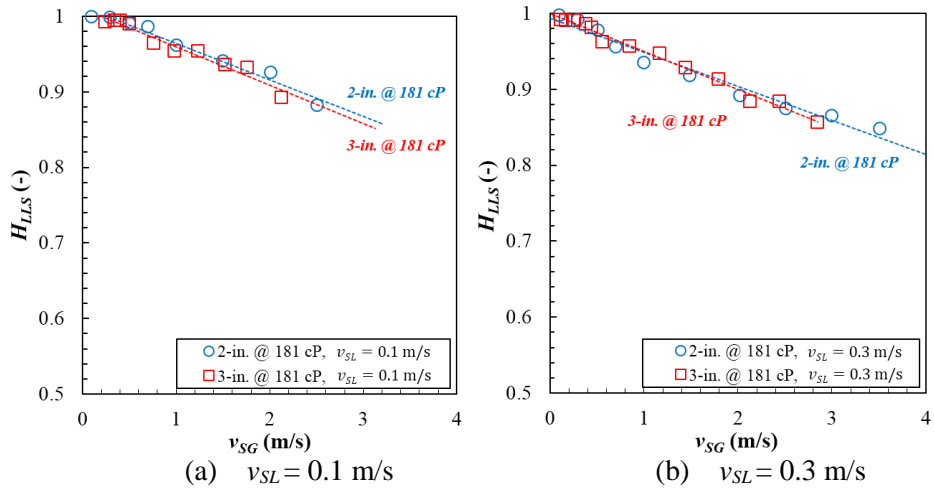 1
0.9
0.8
0.7
0.6
0.5
H_LLS (-)
2-in. @ 181 cP
3-in. @ 181 cP
2-in. @ 181 cP, v_SL = 0.1 m/s
3-in. @ 181 cP, v_SL = 0.1 m/s
0 1 2 3 4
v_SG (m/s)
(a) v_SL = 0.1 m/s
1
0.9
0.8
0.7
0.6
0.5
H_LLS (-)
3-in. @ 181 cP
2-in. @ 181 cP
2-in. @ 181 cP, v_SL = 0.3 m/s
3-in. @ 181 cP, v_SL = 0.3 m/s
0 1 2 3 4
v_SG (m/s)
(b) v_SL = 0.3 m/s